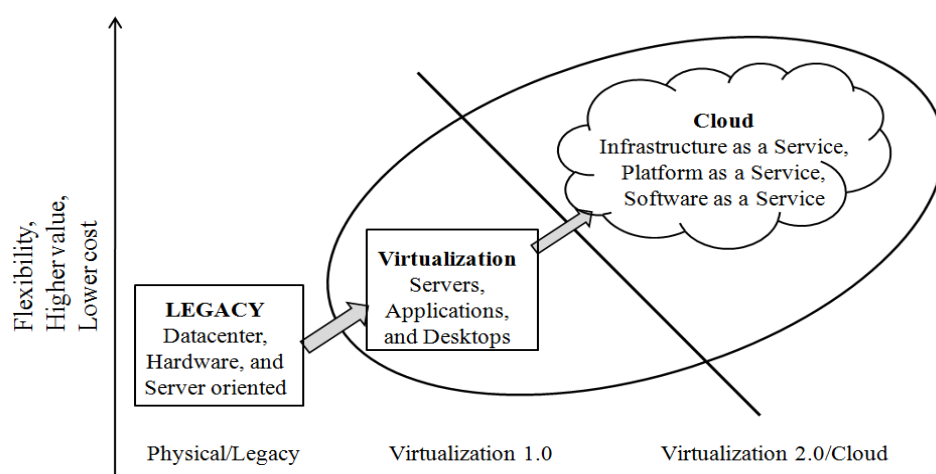 Cloud
Infrastructure as a Service,
Platform as a Service,
Software as a Service
Flexibility,
Higher value,
Lower cost
Virtualization
Servers,
Applications,
and Desktops
LEGACY
Datacenter,
Hardware, and
Server oriented
Physical/Legacy
Virtualization 1.0
Virtualization 2.0/Cloud